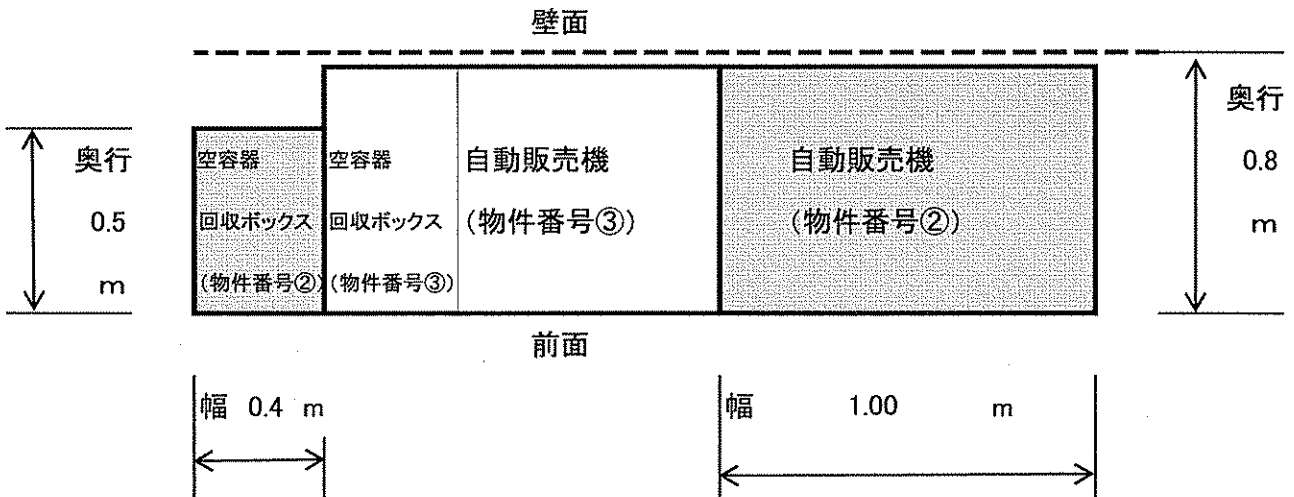 壁面
奥行
0.5
m
空容器
回収ボックス
(物件番号②)
空容器
回収ボックス
(物件番号③)
自動販売機
(物件番号③)
自動販売機
(物件番号②)
奥行
0.8
m
前面
幅 0.4 m
幅 1.00 m